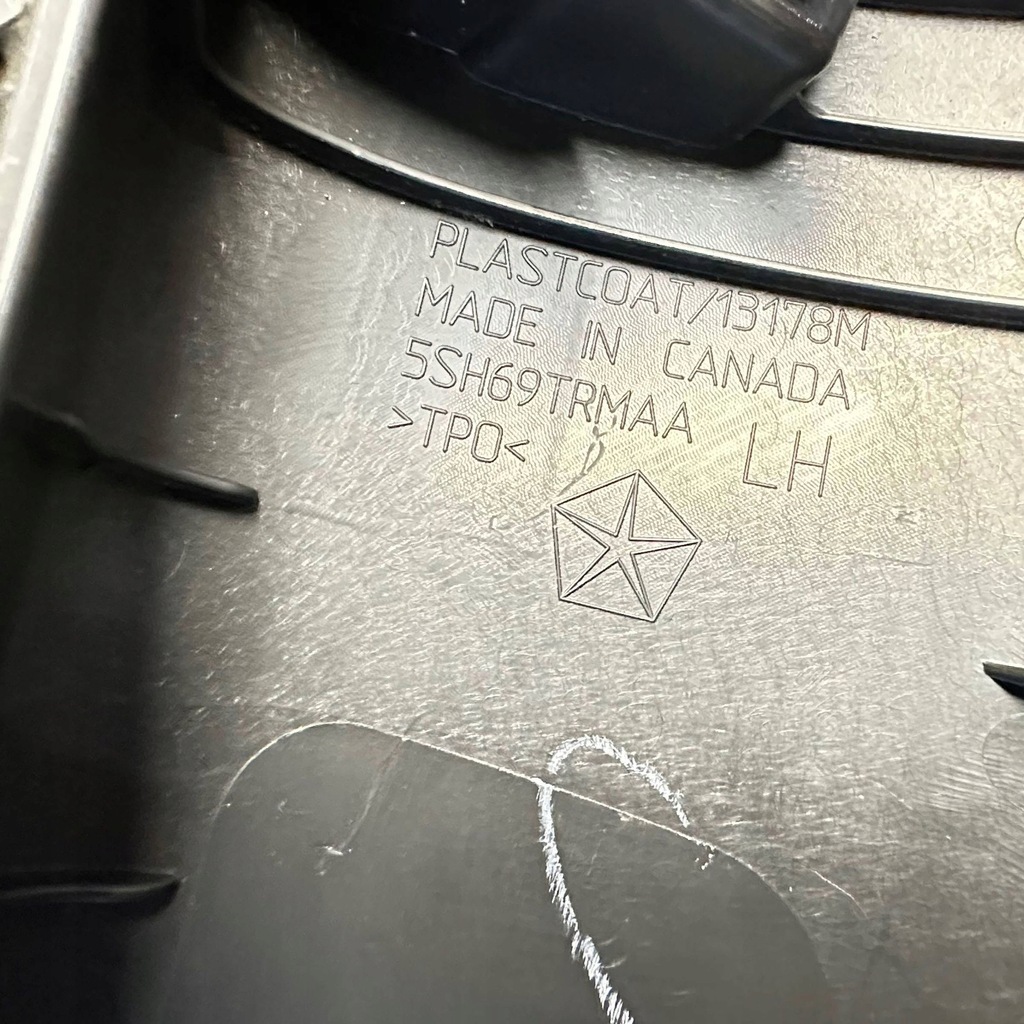 PLASTCOAT/13178M
MADE IN CANADA
5SH69TRMAA
LH
>TPO<